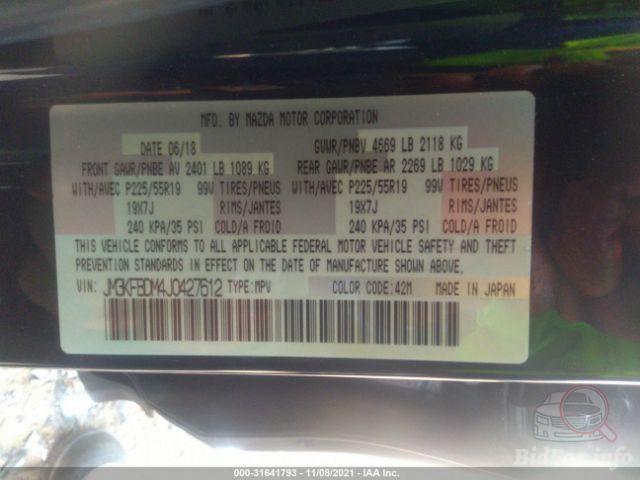 MFD. BY MAZDA MOTOR CORPORATION
DATE 06/18 GVWR/PNBV 4669 LB 2118 KG
FRONT GAWR/PNBE AV 2401 LB 1089 KG REAR GAWR/PNBE AR 2269 LB 1029 KG
WITH/AVEC P225/55R19 99V TIRES/PNEUS WITH/AVEC P225/55R19 99V TIRES/PNEUS
19X7J RIMS/JANTES 19X7J RIMS/JANTES
240 KPA/35 PSI COLD/A FROID 240 KPA/35 PSI COLD/A FROID
THIS VEHICLE CONFORMS TO ALL APPLICABLE FEDERAL MOTOR VEHICLE SAFETY AND THEFT
PREVENTION STANDARDS IN EFFECT ON THE DATE OF MANUFACTURE SHOWN ABOVE.
VIN: JM3KFBDM4J0427612 TYPE:MPV COLOR CODE:42M MADE IN JAPAN
BidFax.info
000-31641793 - 11/08/2021 - IAA Inc.